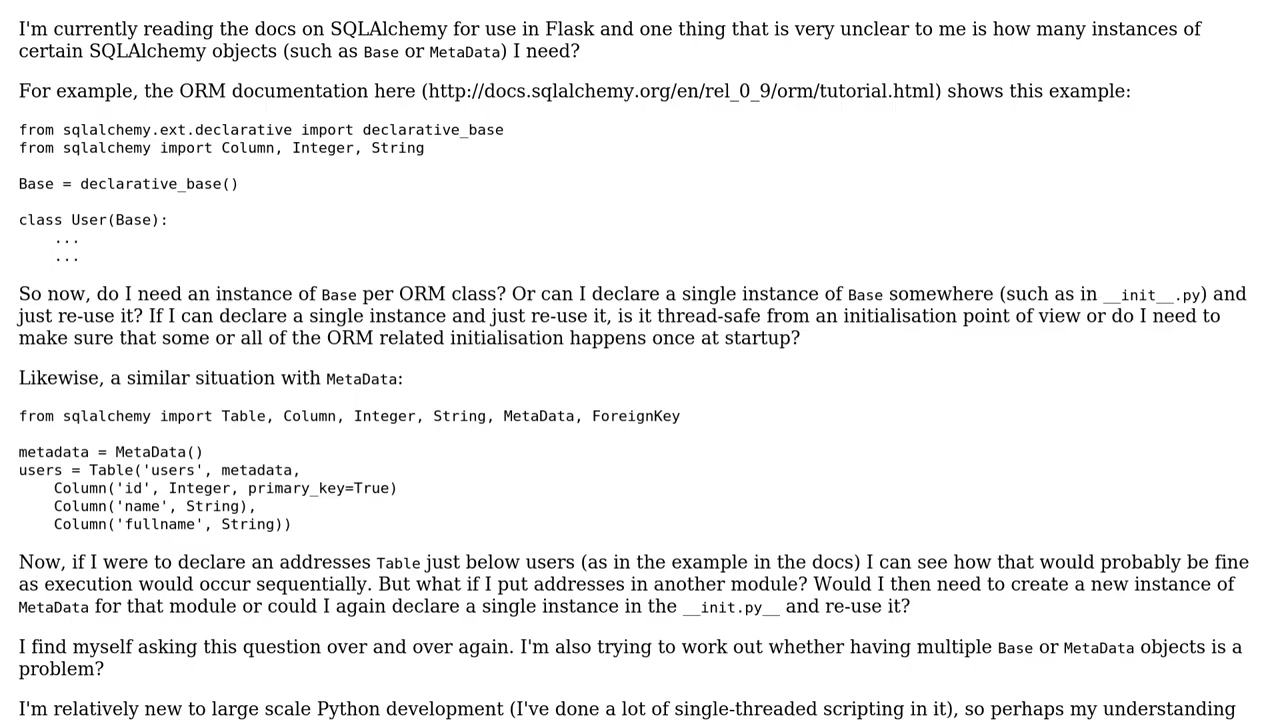 I'm currently reading the docs on SQLAlchemy for use in Flask and one thing that is very unclear to me is how many instances of
certain SQLAlchemy objects (such as Base or MetaData) I need?
For example, the ORM documentation here (http://docs.sqlalchemy.org/en/rel_0_9/orm/tutorial.html) shows this example:
from sqlalchemy.ext.declarative import declarative_base
from sqlalchemy import Column, Integer, String
Base = declarative_base()
class User(Base):
    ...
    ...
So now, do I need an instance of Base per ORM class? Or can I declare a single instance of Base somewhere (such as in __init__.py) and
just re-use it? If I can declare a single instance and just re-use it, is it thread-safe from an initialisation point of view or do I need to
make sure that some or all of the ORM related initialisation happens once at startup?
Likewise, a similar situation with MetaData:
from sqlalchemy import Table, Column, Integer, String, MetaData, ForeignKey
metadata = MetaData()
users = Table('users', metadata,
    Column('id', Integer, primary_key=True)
    Column('name', String),
    Column('fullname', String))
Now, if I were to declare an addresses Table just below users (as in the example in the docs) I can see how that would probably be fine
as execution would occur sequentially. But what if I put addresses in another module? Would I then need to create a new instance of
MetaData for that module or could I again declare a single instance in the __init.py__ and re-use it?
I find myself asking this question over and over again. I'm also trying to work out whether having multiple Base or MetaData objects is a
problem?
I'm relatively new to large scale Python development (I've done a lot of single-threaded scripting in it), so perhaps my understanding